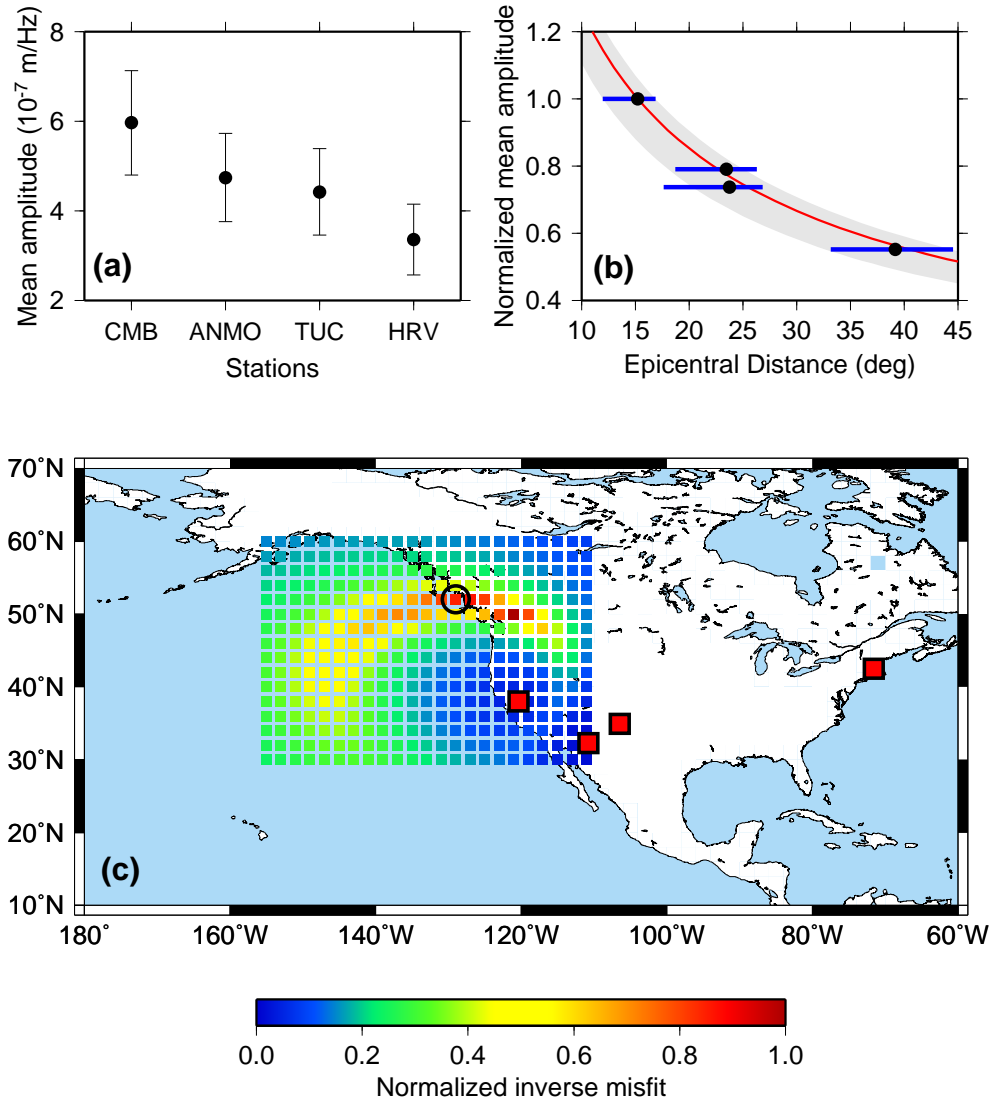 Mean amplitude (10⁻⁷ m/Hz)
8
6
4
2
(a)
CMB ANMO TUC HRV
Stations
Normalized mean amplitude
1.2
1.0
0.8
0.6
0.4
(b)
10 15 20 25 30 35 40 45
Epicentral Distance (deg)
70˚N
60˚N
50˚N
40˚N
30˚N
20˚N
10˚N
(c)
180˚ 160˚W 140˚W 120˚W 100˚W 80˚W 60˚W
0.0 0.2 0.4 0.6 0.8 1.0
Normalized inverse misfit